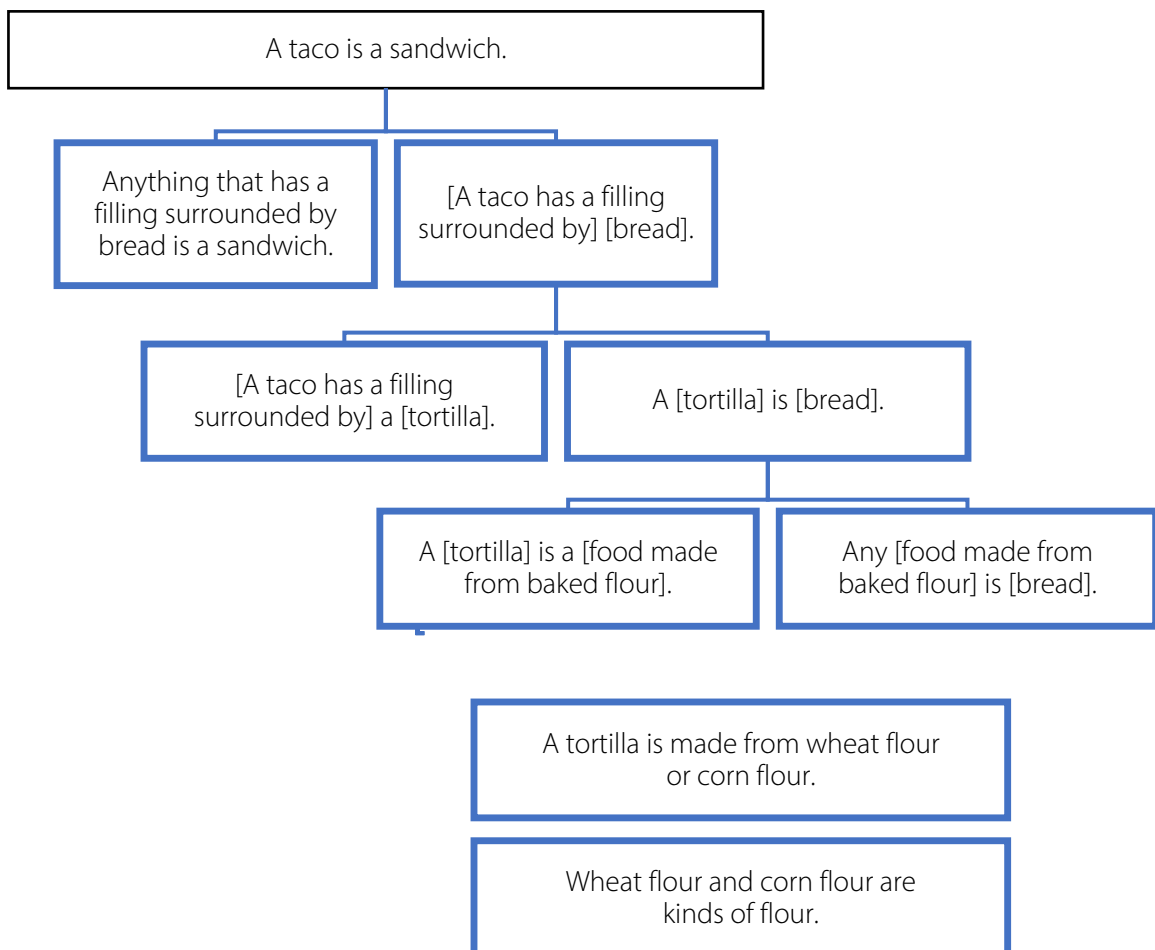 A taco is a sandwich.
Anything that has a
filling surrounded by
bread is a sandwich.
[A taco has a filling
surrounded by] [bread].
[A taco has a filling
surrounded by] a [tortilla].
A [tortilla] is [bread].
A [tortilla] is a [food made
from baked flour].
Any [food made from
baked flour] is [bread].
A tortilla is made from wheat flour
or corn flour.
Wheat flour and corn flour are
kinds of flour.